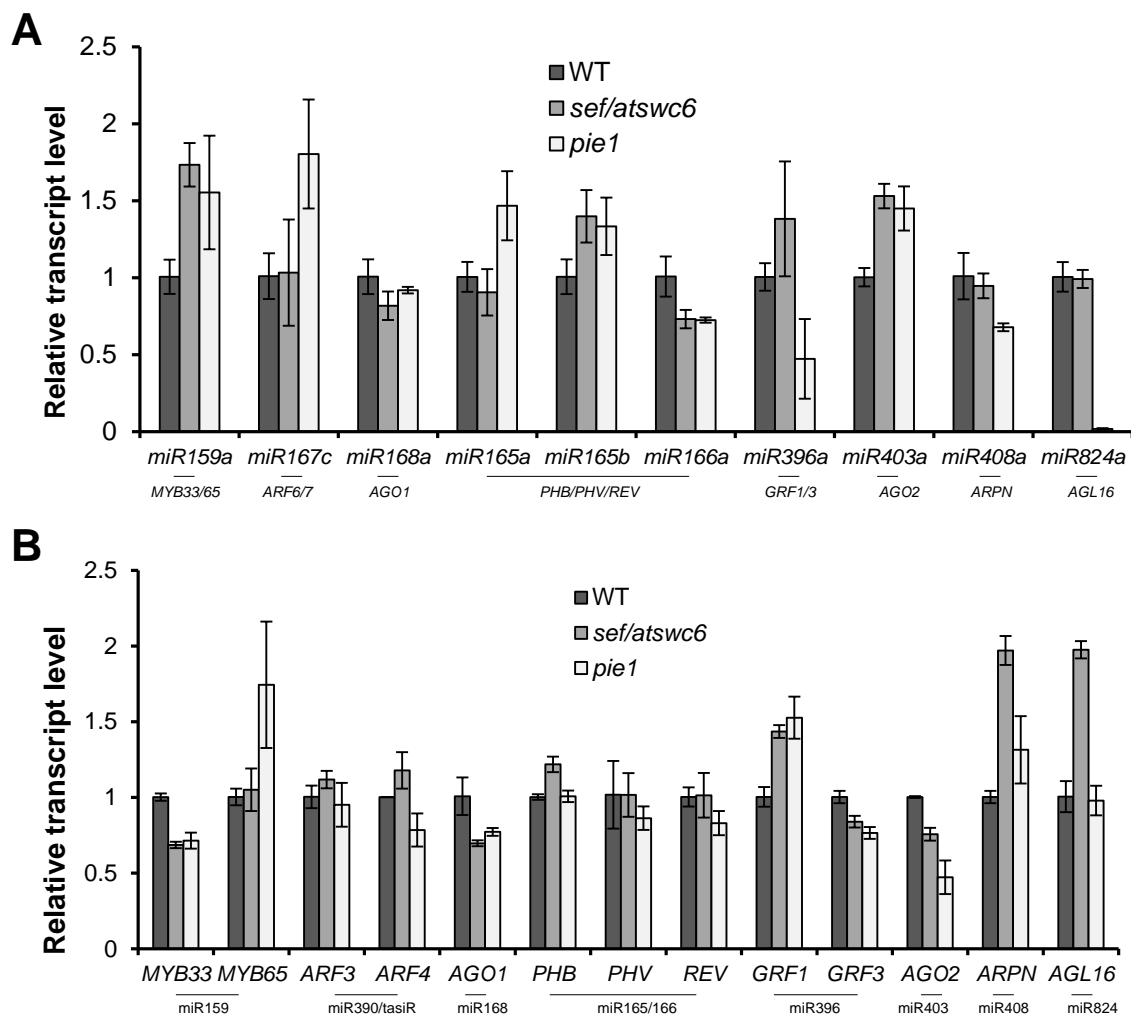 A
2.5
2
1.5
1
0.5
0
Relative transcript level
WT
sef/atswc6
pie1
miR159a miR167c miR168a miR165a miR165b miR166a miR396a miR403a miR408a miR824a
MYB33/65 ARF6/7 AGO1 PHB/PHV/REV GRF1/3 AGO2 ARPN AGL16
B
2.5
2
1.5
1
0.5
0
Relative transcript level
WT
sef/atswc6
pie1
MYB33 MYB65 ARF3 ARF4 AGO1 PHB PHV REV GRF1 GRF3 AGO2 ARPN AGL16
miR159 miR390/tasiR miR168 miR165/166 miR396 miR403 miR408 miR824